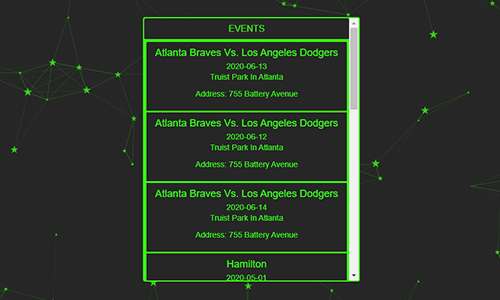 EVENTS
Atlanta Braves Vs. Los Angeles Dodgers
2020-06-13
Truist Park In Atlanta
Address: 755 Battery Avenue
Atlanta Braves Vs. Los Angeles Dodgers
2020-06-12
Truist Park In Atlanta
Address: 755 Battery Avenue
Atlanta Braves Vs. Los Angeles Dodgers
2020-06-14
Truist Park In Atlanta
Address: 755 Battery Avenue
Hamilton
2020-05-01